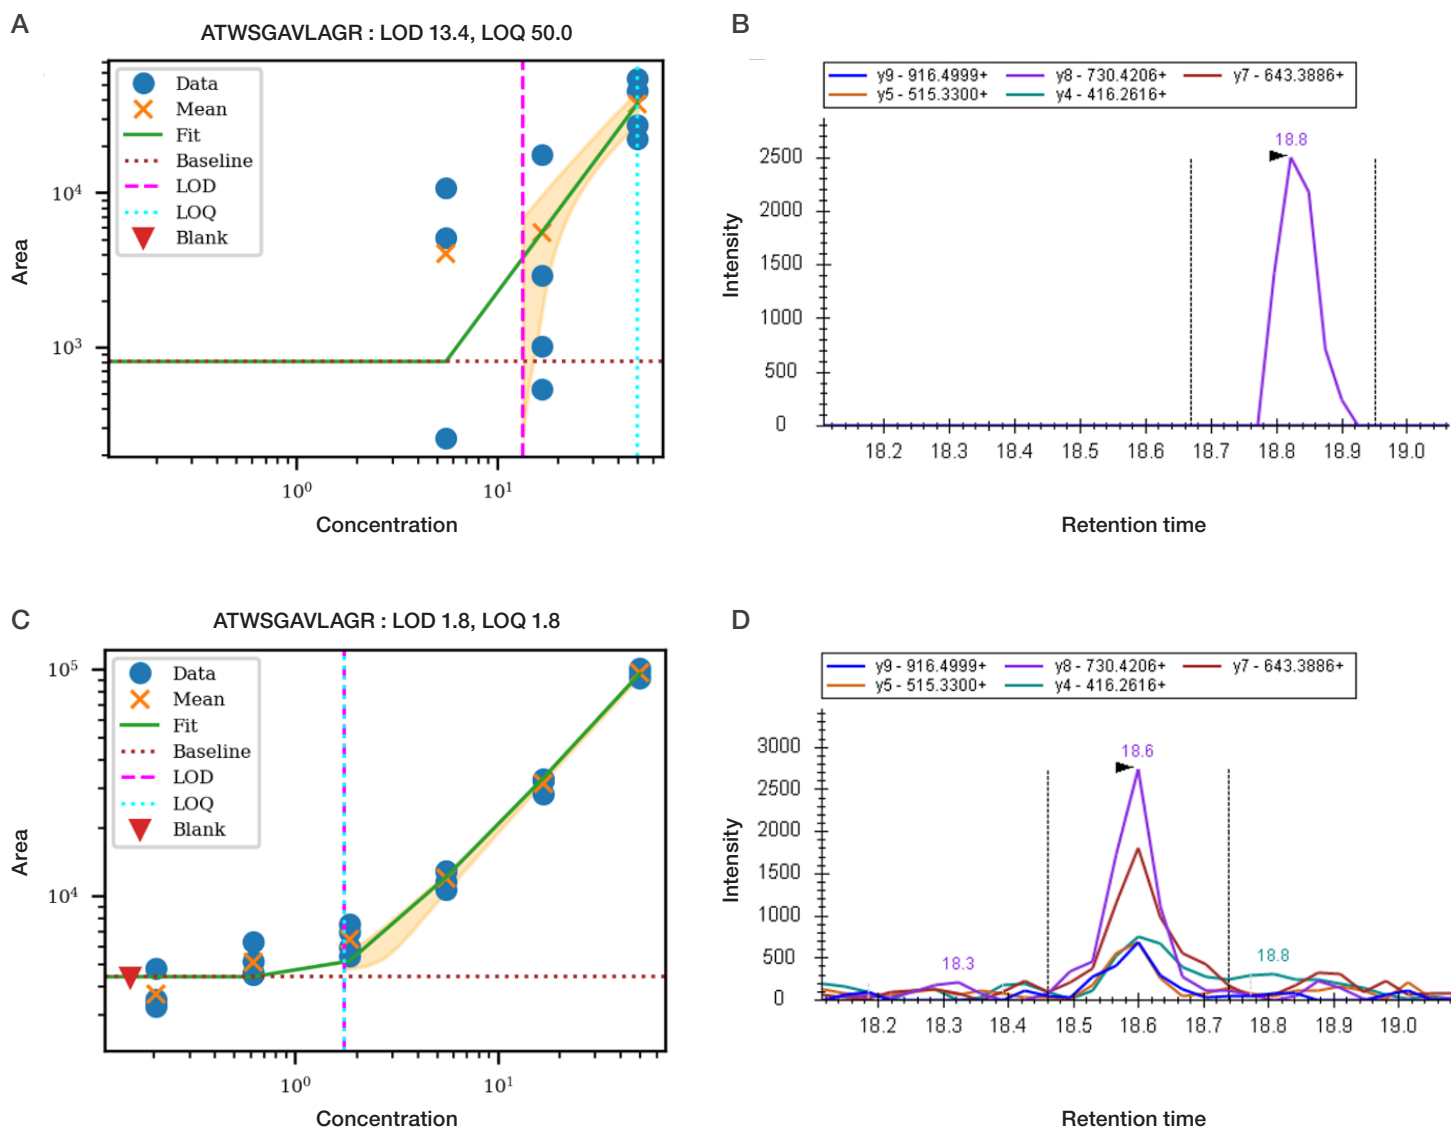 A
ATWSGAVLAGR : LOD 13.4, LOQ 50.0
Data
Mean
Fit
Baseline
LOD
LOQ
Blank
10⁴
10³
Area
10⁰
10¹
Concentration
B
y9 - 916.4999+
y8 - 730.4206+
y7 - 643.3886+
y5 - 515.3300+
y4 - 416.2616+
18.8
2500
2000
1500
1000
500
0
Intensity
18.2
18.3
18.4
18.5
18.6
18.7
18.8
18.9
19.0
Retention time
C
ATWSGAVLAGR : LOD 1.8, LOQ 1.8
Data
Mean
Fit
Baseline
LOD
LOQ
Blank
10⁵
10⁴
Area
10⁰
10¹
Concentration
D
y9 - 916.4999+
y8 - 730.4206+
y7 - 643.3886+
y5 - 515.3300+
y4 - 416.2616+
18.6
18.3
18.8
3000
2500
2000
1500
1000
500
0
Intensity
18.2
18.3
18.4
18.5
18.6
18.7
18.8
18.9
19.0
Retention time